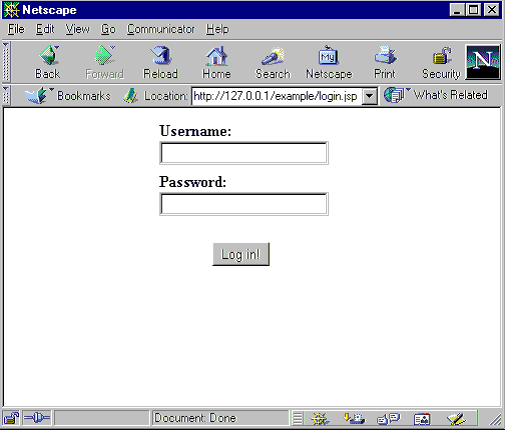 Netscape
File Edit View Go Communicator Help
Back Forward Reload Home Search My Netscape Print Security N
Bookmarks Location: http://127.0.0.1/example/login.jsp What's Related
Username:
Password:
Log in!
Document: Done